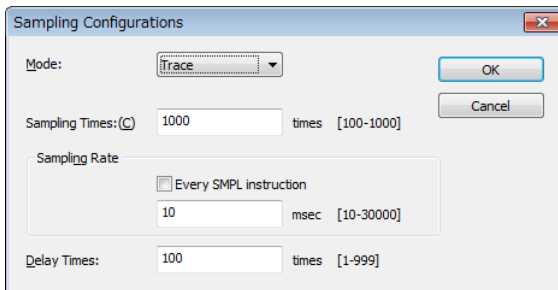 Sampling Configurations
Mode: Trace OK
Cancel
Sampling Times:(C) 1000 times [100-1000]
Sampling Rate
Every SMPL instruction
10 msec [10-30000]
Delay Times: 100 times [1-999]